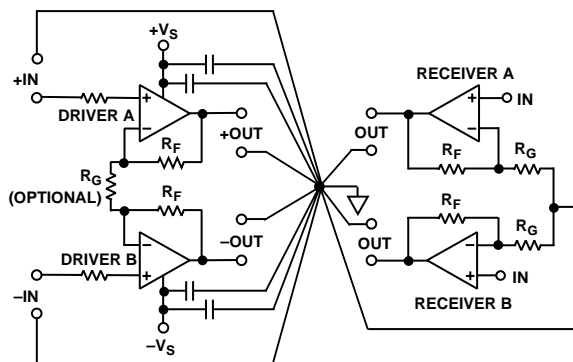 +VS
+IN
DRIVER A
+
−
+OUT
RF
RG
(OPTIONAL)
RF
−OUT
−
+
DRIVER B
−IN
−VS
RECEIVER A
+
IN
−
OUT
RF
RG
RF
RG
OUT
−
+
IN
RECEIVER B